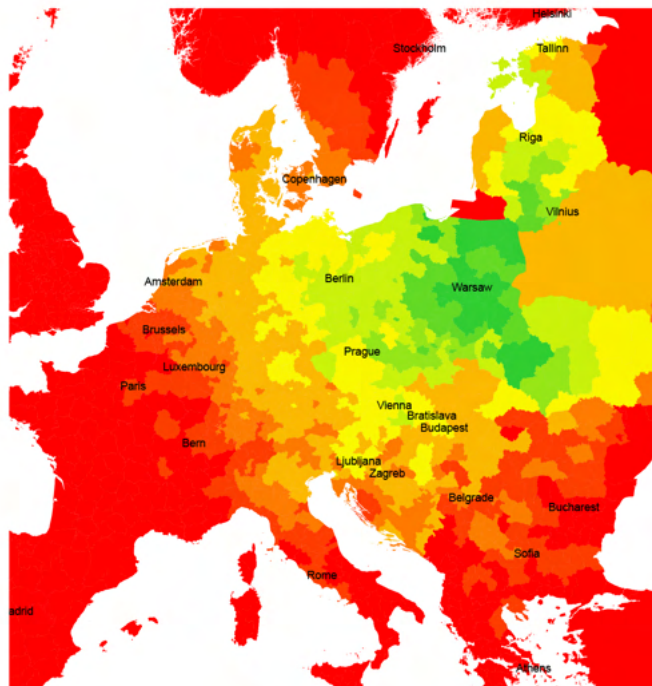 Helsinki
Stockholm
Tallinn
Riga
Copenhagen
Vilnius
Berlin
Amsterdam
Warsaw
Brussels
Prague
Luxembourg
Paris
Vienna
Bratislava
Budapest
Bern
Ljubljana
Zagreb
Belgrade
Bucharest
Sofia
Rome
adrid
Athens